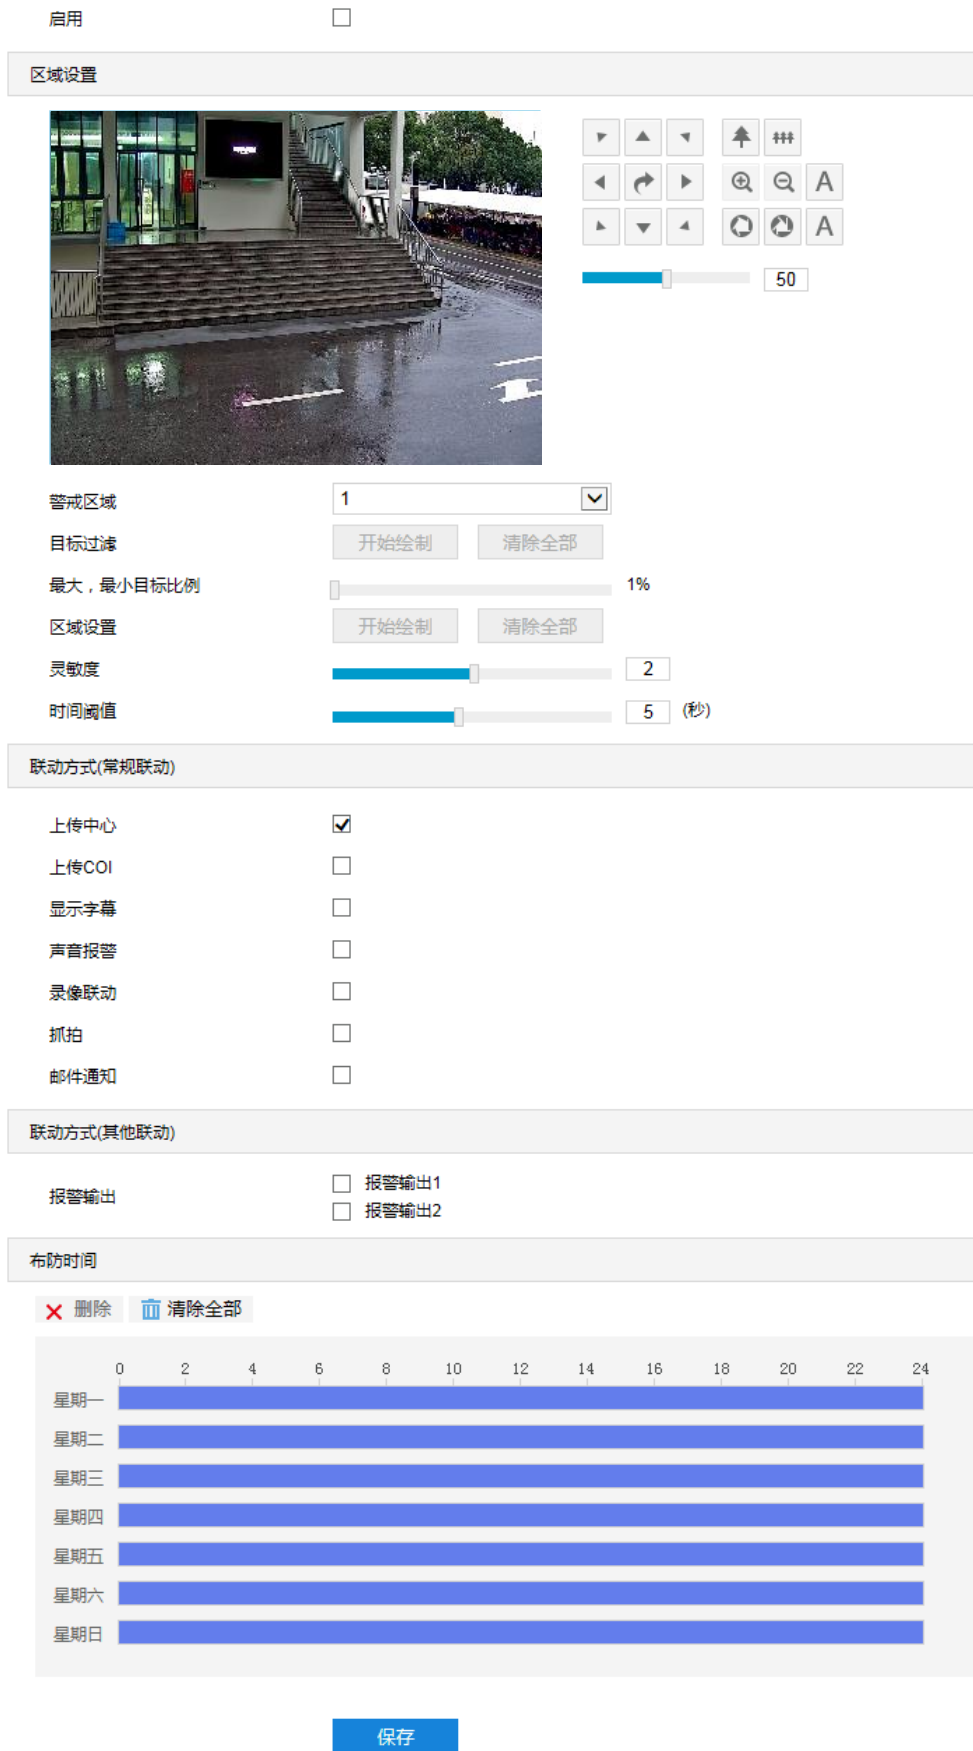 启用
区域设置
A
A
50
警戒区域 1
目标过滤 开始绘制 清除全部
最大，最小目标比例 1%
区域设置 开始绘制 清除全部
灵敏度 2
时间阈值 5 (秒)
联动方式(常规联动)
上传中心
上传COI
显示字幕
声音报警
录像联动
抓拍
邮件通知
联动方式(其他联动)
报警输出 报警输出1
报警输出2
布防时间
删除 清除全部
0 2 4 6 8 10 12 14 16 18 20 22 24
星期一
星期二
星期三
星期四
星期五
星期六
星期日
保存